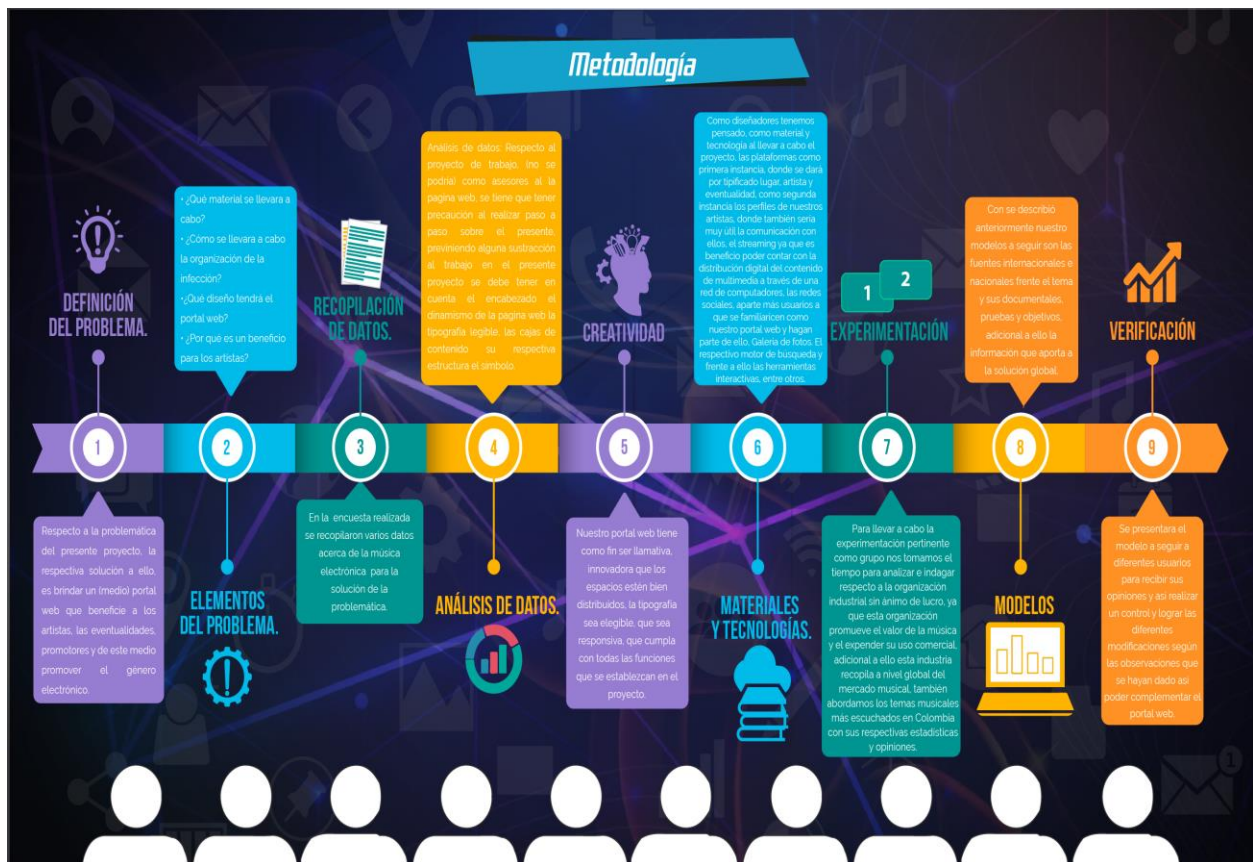 Metodología
DEFINICIÓN
DEL PROBLEMA.
1
Respecto a la problemática
del presente proyecto, la
respectiva solución a ello,
es brindar un (medio) portal
web que beneficie a los
artistas, las eventualidades,
promotores y de este medio
promover el género
electrónico.
• ¿Qué material se llevara a
cabo?
• ¿Cómo se llevara a cabo
la organización de la
infección?
•¿Qué diseño tendrá el
portal web?
• ¿Por qué es un beneficio
para los artistas?
2
ELEMENTOS
DEL PROBLEMA.
RECOPILACIÓN
DE DATOS.
3
En la encuesta realizada
se recopilaron varios datos
acerca de la música
electrónica para la
solución de la
problemática.
Análisis de datos: Respecto al
proyecto de trabajo, (no se
podría) como asesores al la
pagina web, se tiene que tener
precaución al realizar paso a
paso sobre el presente,
previniendo alguna sustracción
al trabajo en el presente
proyecto se debe tener en
cuenta el encabezado el
dinamismo de la página web la
tipografía legible, las cajas de
contenido su respectiva
estructura el símbolo.
4
ANÁLISIS DE DATOS.
CREATIVIDAD
5
Nuestro portal web tiene
como fin ser llamativa,
innovadora que los
espacios estén bien
distribuidos, la tipografía
sea elegible, que sea
responsiva, que cumpla
con todas las funciones
que se establezcan en el
proyecto.
Como diseñadores tenemos
pensado, como material y
tecnología al llevar a cabo el
proyecto, las plataformas como
primera instancia, donde se dará
por tipificado lugar, artista y
eventualidad, como segunda
instancia los perfiles de nuestros
artistas, donde también seria
muy útil la comunicación con
ellos, el streaming ya que es
beneficio poder contar con la
distribución digital del contenido
de multimedia a través de una
red de computadores, las redes
sociales, aparte más usuarios a
que se familiaricen como
nuestro portal web y hagan
parte de ello, Galería de fotos, El
respectivo motor de búsqueda y
frente a ello las herramientas
interactivas, entre otros.
6
MATERIALES
Y TECNOLOGÍAS.
1
2
EXPERIMENTACIÓN
7
Para llevar a cabo la
experimentación pertinente
como grupo nos tomamos el
tiempo para analizar e indagar
respecto a la organización
industrial sin ánimo de lucro, ya
que esta organización
promueve el valor de la música
y el expender su uso comercial,
adicional a ello esta industria
recopila a nivel global del
mercado musical, también
abordamos los temas musicales
más escuchados en Colombia
con sus respectivas estadísticas
y opiniones.
Con se describió
anteriormente nuestro
modelos a seguir son las
fuentes internacionales e
nacionales frente el tema
y sus documentales,
pruebas y objetivos,
adicional a ello la
información que aporta a
la solución global.
8
MODELOS
VERIFICACIÓN
9
Se presentara el
modelo a seguir a
diferentes usuarios
para recibir sus
opiniones y asi realizar
un control y lograr las
diferentes
modificaciones según
las observaciones que
se hayan dado así
poder complementar el
portal web.
1